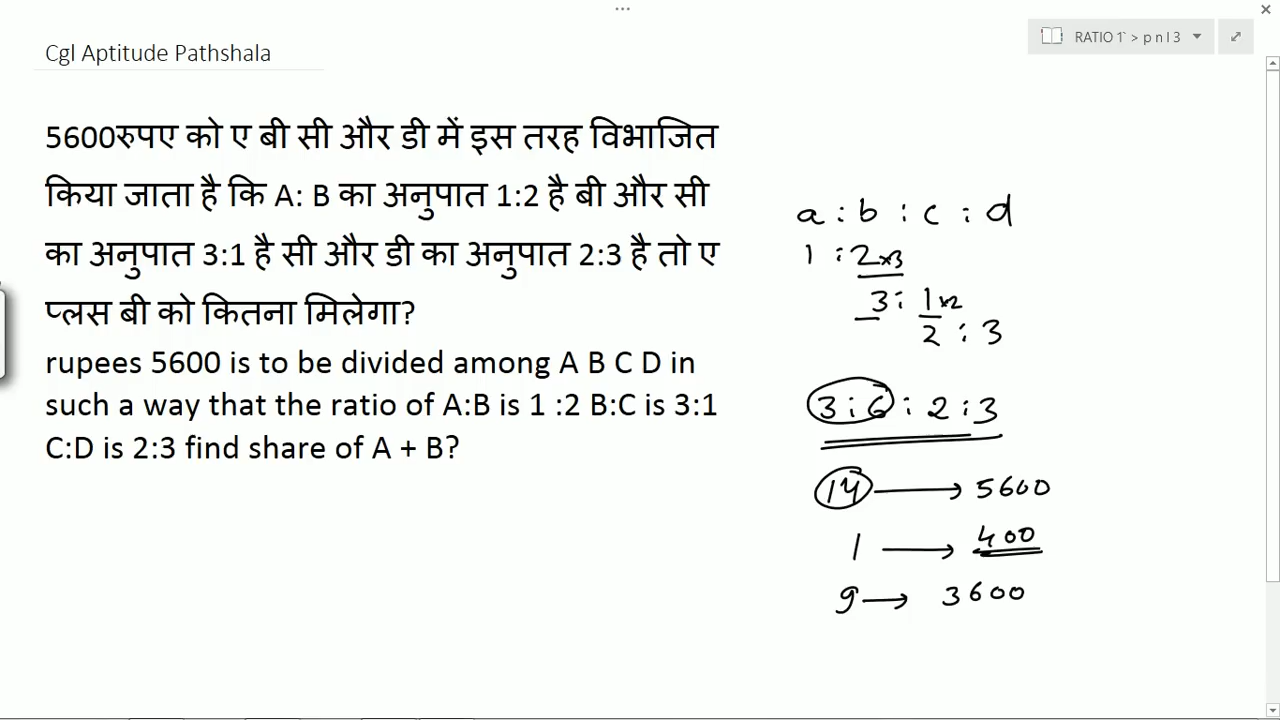 Cgl Aptitude Pathshala
RATIO 1` > p n l 3
5600रुपए को ए बी सी और डी में इस तरह विभाजित
किया जाता है कि A: B का अनुपात 1:2 है बी और सी
का अनुपात 3:1 है सी और डी का अनुपात 2:3 है तो ए
प्लस बी को कितना मिलेगा?
rupees 5600 is to be divided among A B C D in
such a way that the ratio of A:B is 1 :2 B:C is 3:1
C:D is 2:3 find share of A + B?
a : b : c : d
1 : 2 x3
3 : 1 x2
2 : 3
3 : 6 : 2 : 3
14 → 5600
1 → 400
9 → 3600